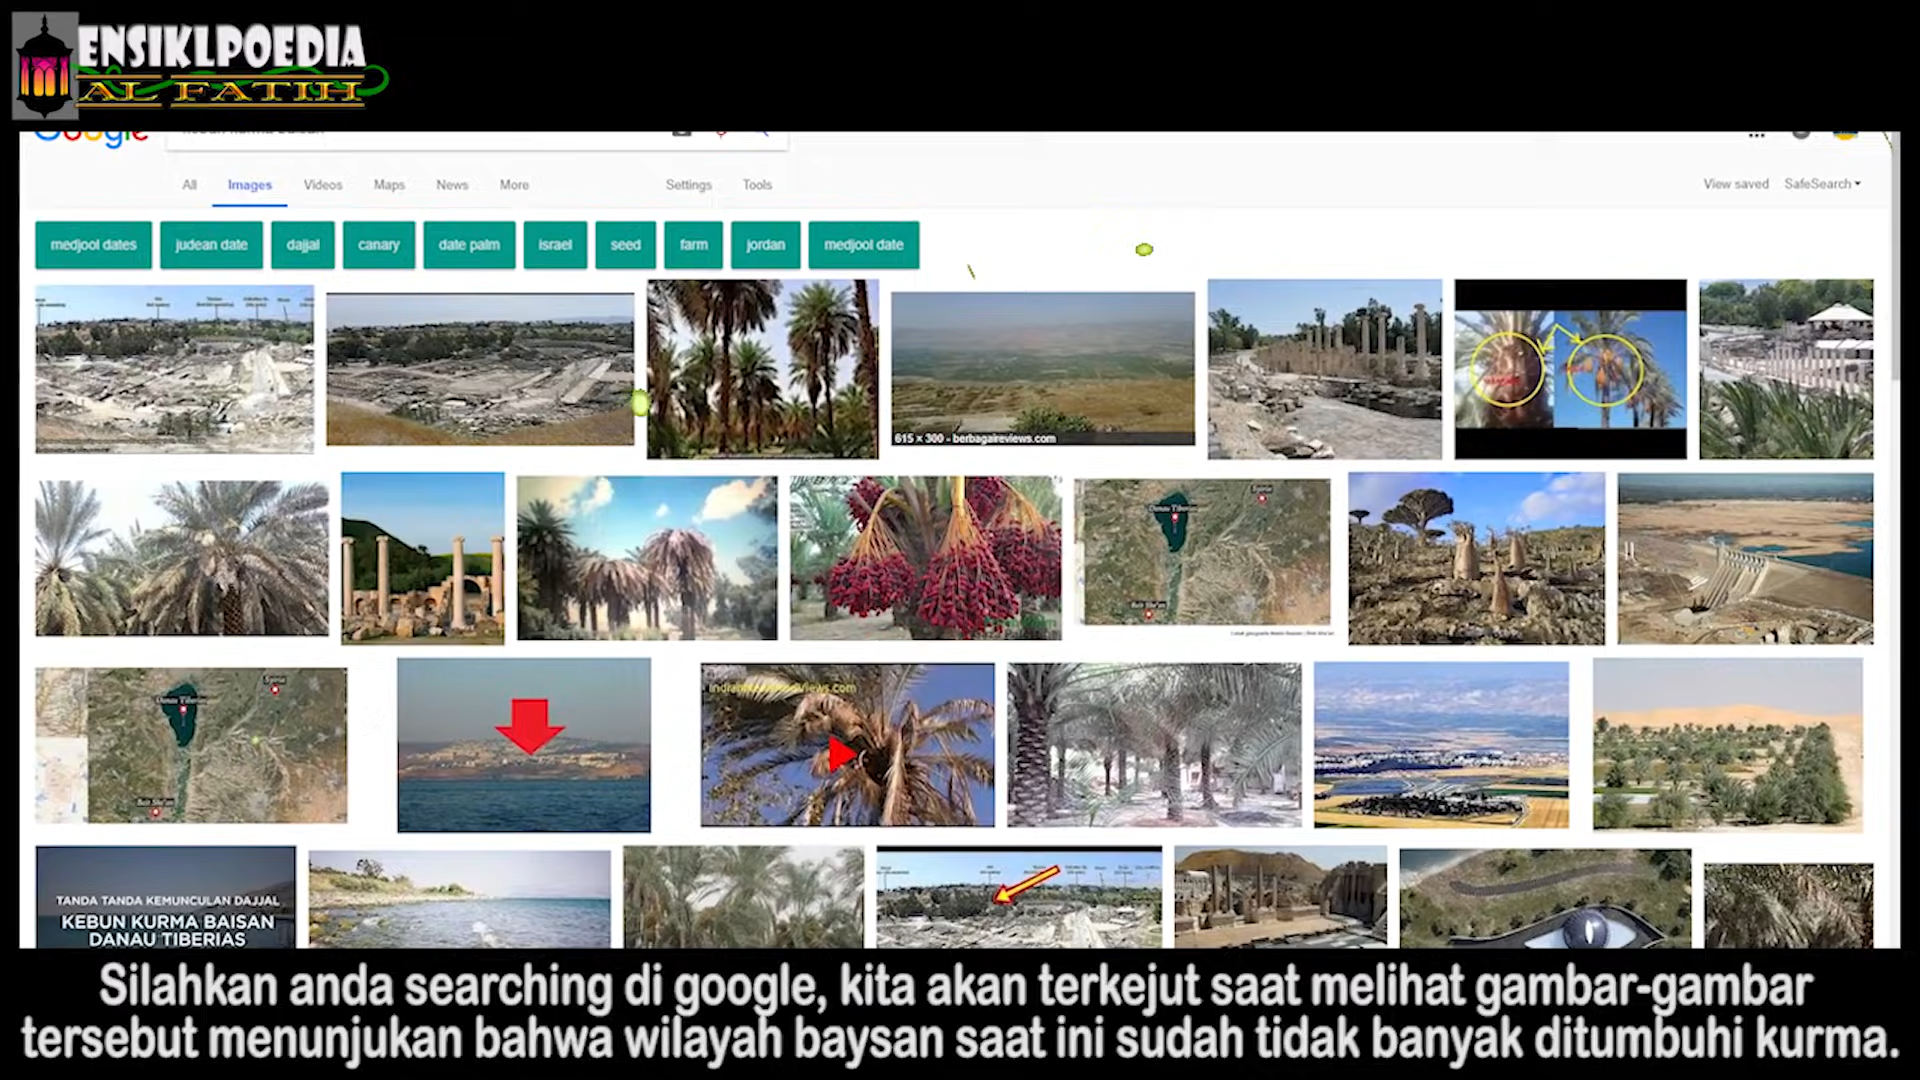 ENSIKLPOEDIA
AL FATIH
Google
All Images Videos Maps News More Settings Tools View saved SafeSearch
medjool dates judean date dajjal canary date palm israel seed farm jordan medjool date
615 × 300 - berbagaireviews.com
Danau Tiberias
TANDA TANDA KEMUNCULAN DAJJAL
KEBUN KURMA BAISAN
DANAU TIBERIAS
Silahkan anda searching di google, kita akan terkejut saat melihat gambar-gambar
tersebut menunjukan bahwa wilayah baysan saat ini sudah tidak banyak ditumbuhi kurma.